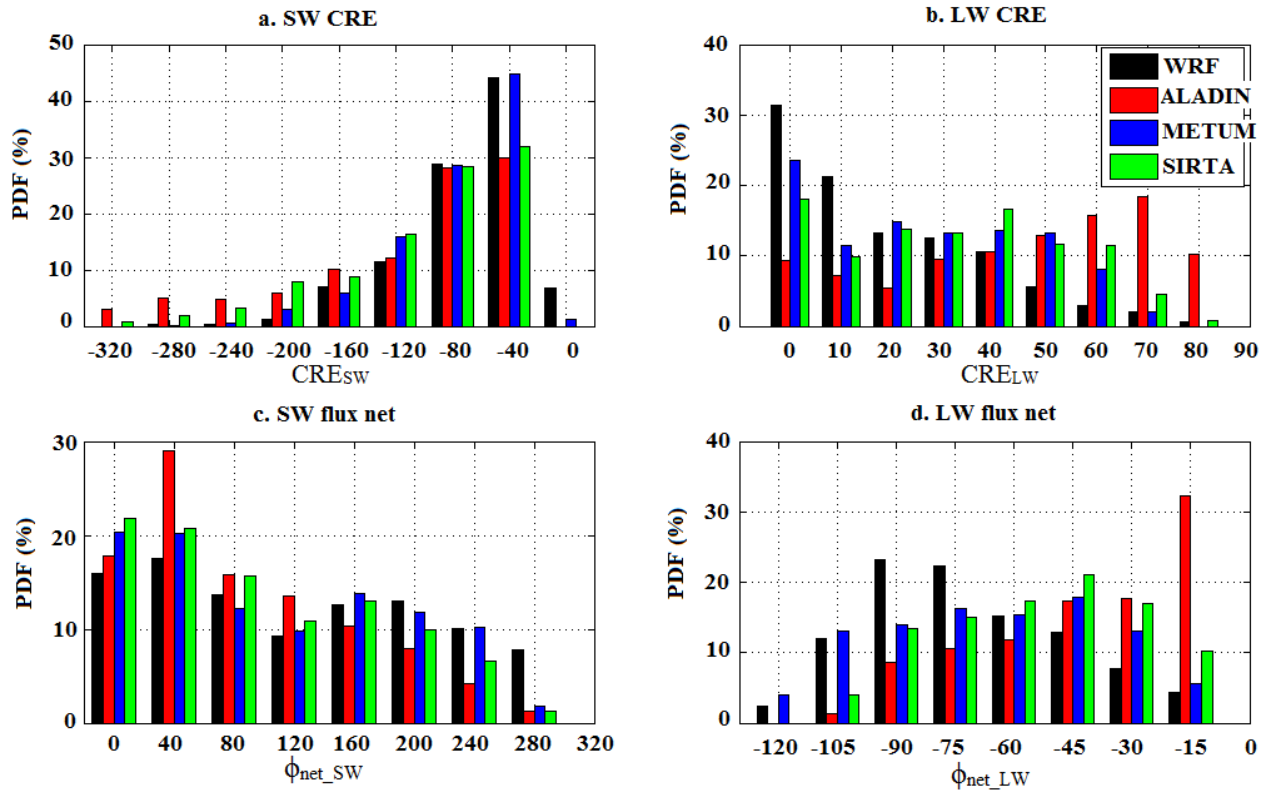 a. SW CRE
PDF (%)
50
40
30
20
10
0
-320 -280 -240 -200 -160 -120 -80 -40 0
CRESW
b. LW CRE
PDF (%)
40
30
20
10
0
WRF
ALADIN
METUM
SIRTA
0 10 20 30 40 50 60 70 80 90
CRELW
c. SW flux net
PDF (%)
30
20
10
0
0 40 80 120 160 200 240 280 320
ϕnet_SW
d. LW flux net
PDF (%)
40
30
20
10
0
-120 -105 -90 -75 -60 -45 -30 -15 0
ϕnet_LW